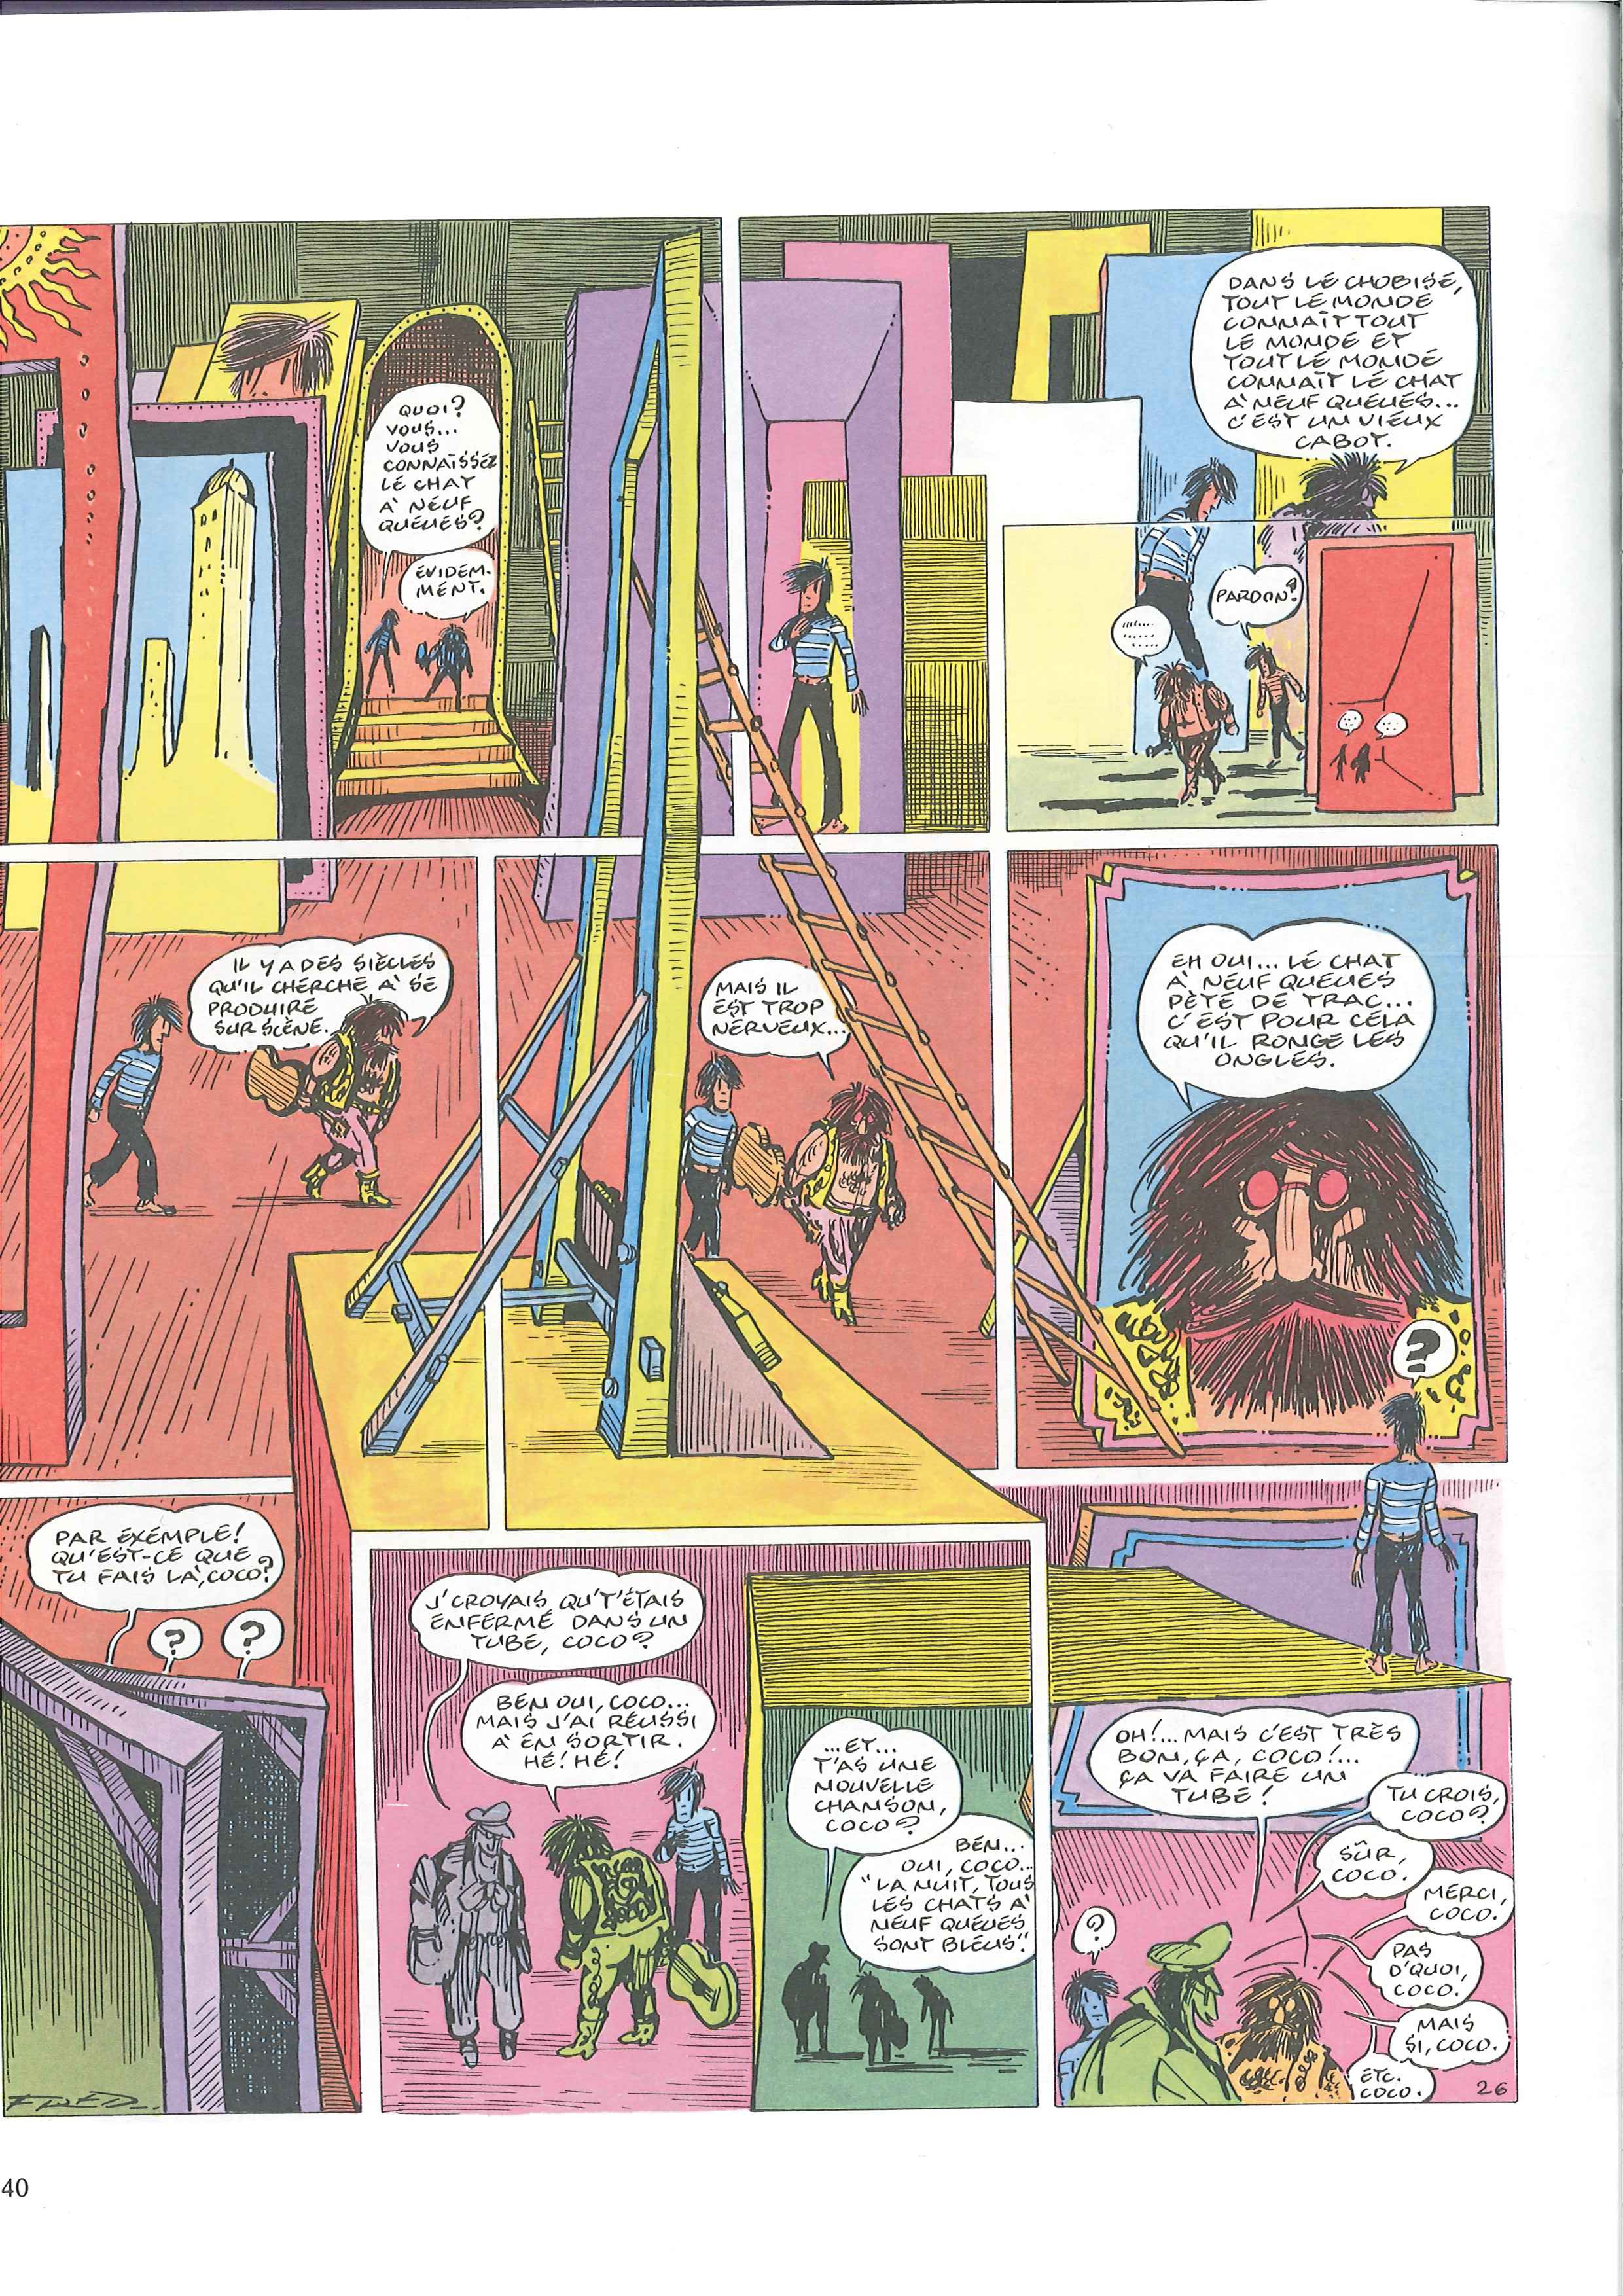 QUOI?
VOUS...
VOUS
CONNAISSEZ
LE CHAT
À NEUF
QUEUES?
EVIDEM-
MENT.
DANS LE CHOBISE,
TOUT LE MONDE
CONNAÎT TOUT
LE MONDE ET
TOUT LE MONDE
CONNAÎT LE CHAT
À NEUF QUEUES...
C'EST UN VIEUX
CABOT.
PARDON?
IL Y A DES SIÈCLES
QU'IL CHERCHE À SE
PRODUIRE
SUR SCÈNE.
MAIS IL
EST TROP
NERVEUX...
EH OUI... LE CHAT
À NEUF QUEUES
PÈTE DE TRAC...
C'EST POUR CELA
QU'IL RONGE LES
ONGLES.
?
PAR EXEMPLE!
QU'EST-CE QUE
TU FAIS LÀ, COCO?
?
?
FRED
J'CROYAIS QU'T'ÉTAIS
ENFERMÉ DANS UN
TUBE, COCO?
BEN OUI, COCO...
MAIS J'AI RÉUSSI
À EN SORTIR.
HÉ! HÉ!
...ET...
T'AS UNE
NOUVELLE
CHANSON,
COCO?
BEN...
OUI, COCO...
"LA NUIT, TOUS
LES CHATS À
NEUF QUEUES
SONT BLEUS".
OH!... MAIS C'EST TRÈS
BON, ÇA, COCO!...
ÇA VA FAIRE UN
TUBE!
TU CROIS,
COCO?
SÛR,
COCO.
MERCI,
COCO.
PAS
D'QUOI,
COCO.
MAIS
SI, COCO.
ETC.
COCO.
?
26
40